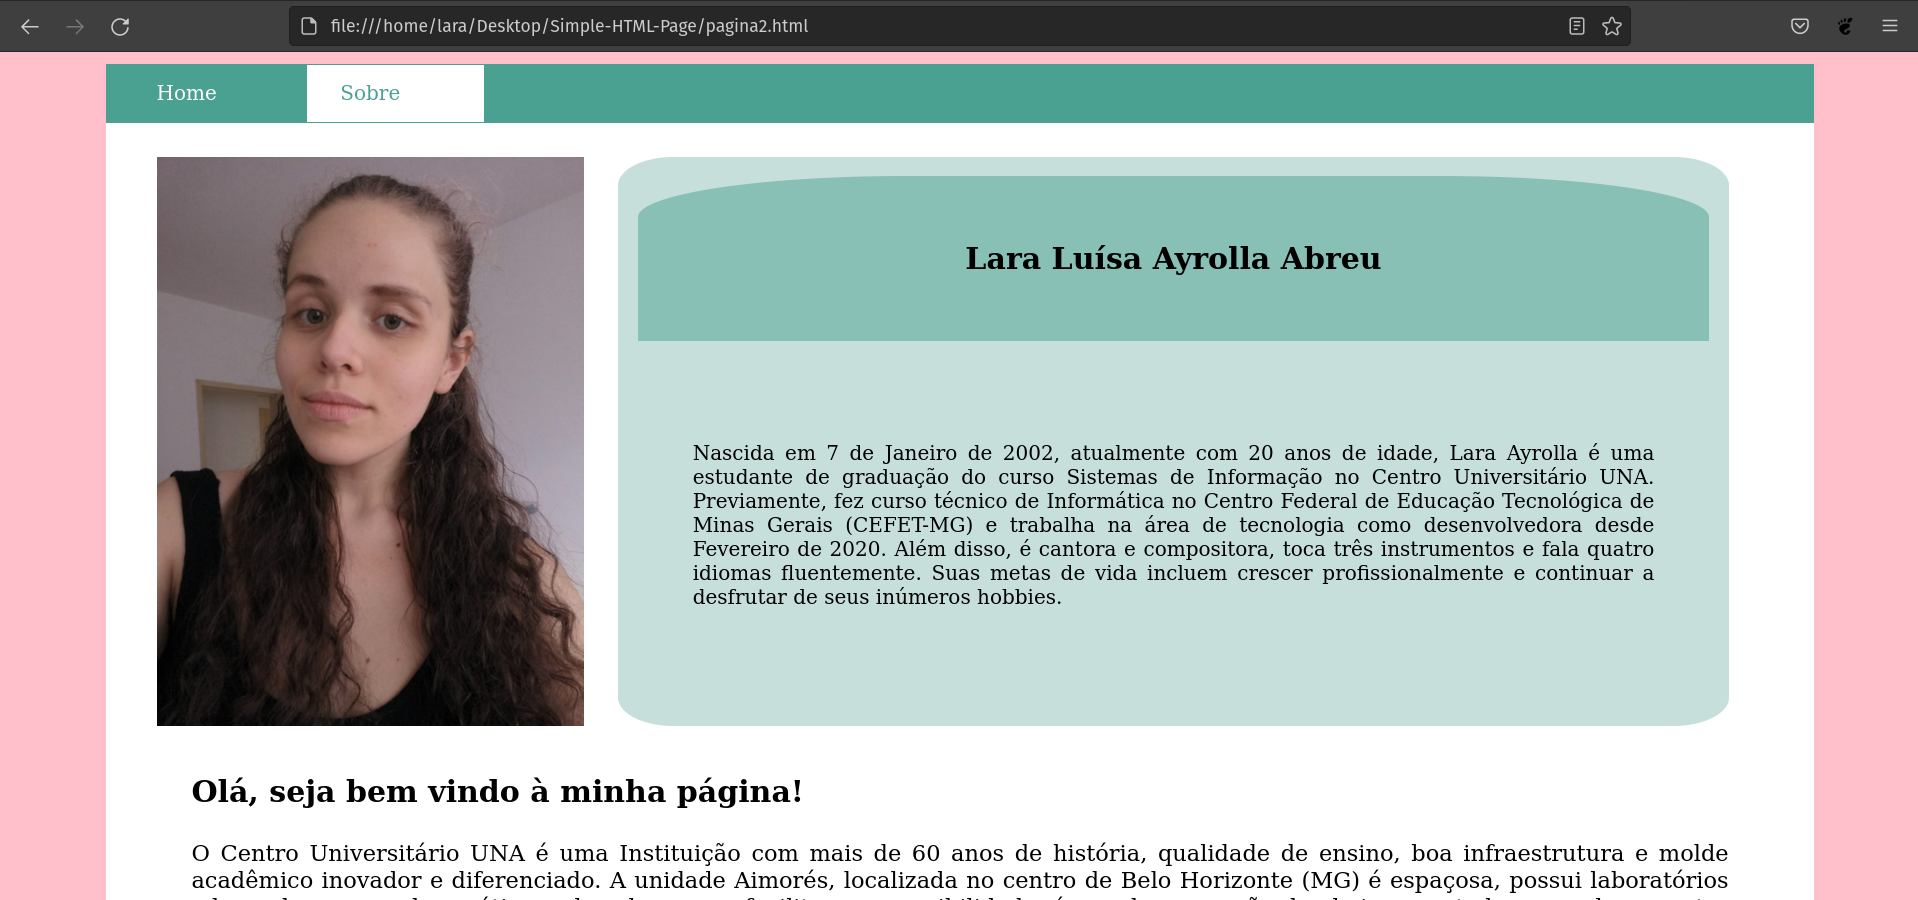 file:///home/lara/Desktop/Simple-HTML-Page/pagina2.html
Home
Sobre
Lara Luísa Ayrolla Abreu
Nascida em 7 de Janeiro de 2002, atualmente com 20 anos de idade, Lara Ayrolla é uma
estudante de graduação do curso Sistemas de Informação no Centro Universitário UNA.
Previamente, fez curso técnico de Informática no Centro Federal de Educação Tecnológica de
Minas Gerais (CEFET-MG) e trabalha na área de tecnologia como desenvolvedora desde
Fevereiro de 2020. Além disso, é cantora e compositora, toca três instrumentos e fala quatro
idiomas fluentemente. Suas metas de vida incluem crescer profissionalmente e continuar a
desfrutar de seus inúmeros hobbies.
Olá, seja bem vindo à minha página!
O Centro Universitário UNA é uma Instituição com mais de 60 anos de história, qualidade de ensino, boa infraestrutura e molde
acadêmico inovador e diferenciado. A unidade Aimorés, localizada no centro de Belo Horizonte (MG) é espaçosa, possui laboratórios